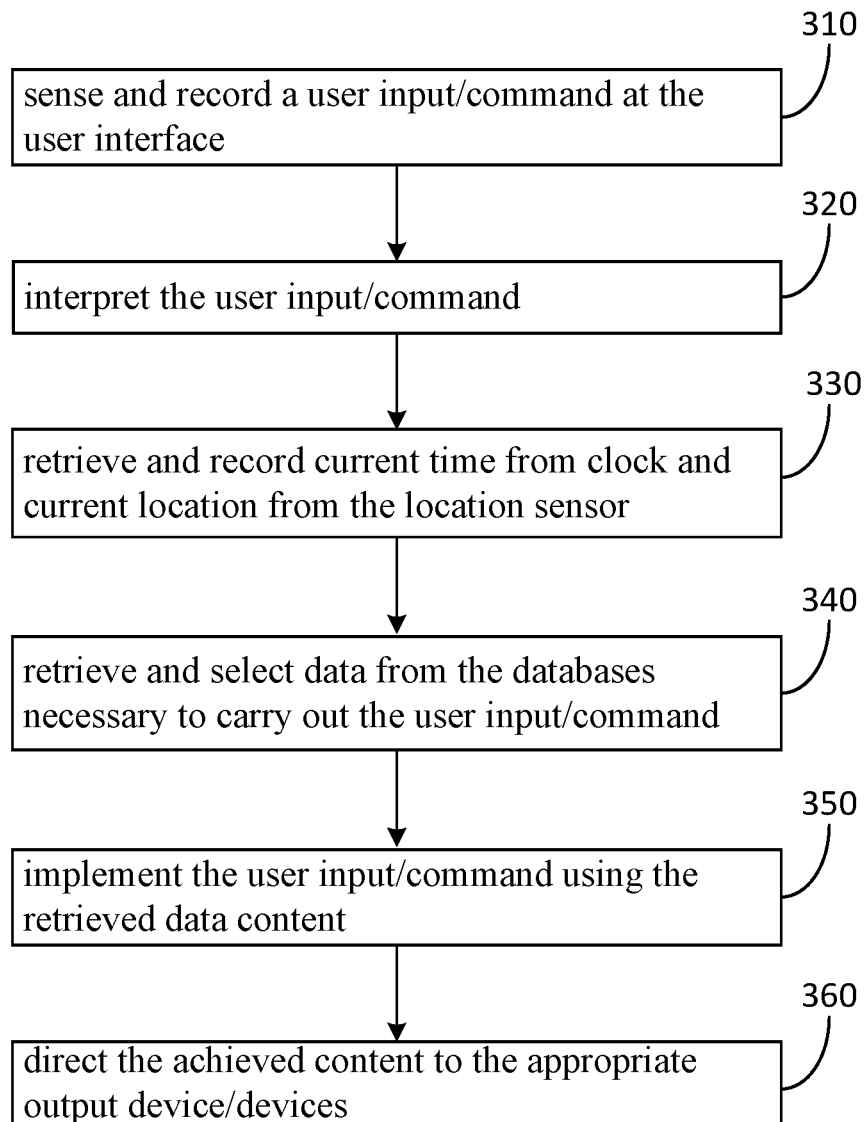 310
sense and record a user input/command at the
user interface
320
interpret the user input/command
330
retrieve and record current time from clock and
current location from the location sensor
340
retrieve and select data from the databases
necessary to carry out the user input/command
350
implement the user input/command using the
retrieved data content
360
direct the achieved content to the appropriate
output device/devices